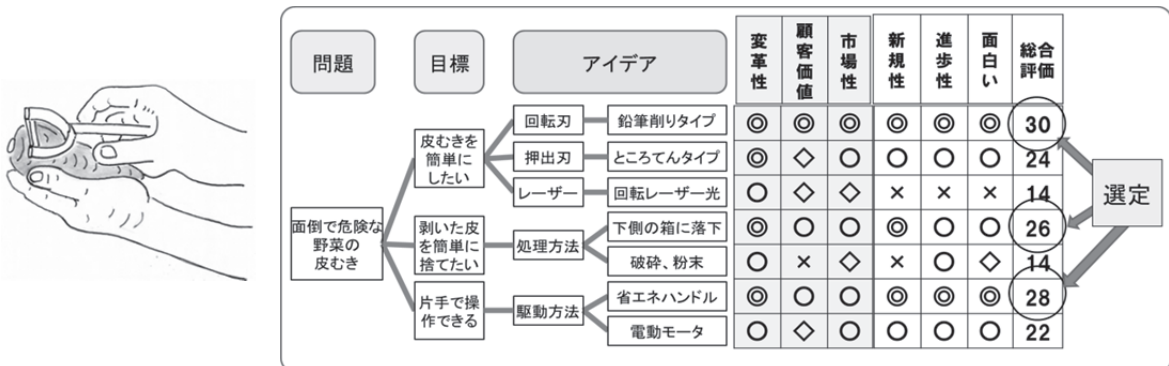 問題
目標
アイデア
変革性
顧客価値
市場性
新規性
進歩性
面白い
総合
評価
面倒で危険な
野菜の
皮むき
皮むきを
簡単に
したい
回転刃
鉛筆削りタイプ
◎ ◎ ◎ ◎ ◎ ◎ 30
押出刃
ところてんタイプ
◎ ◇ ○ ○ ○ ○ 24
レーザー
回転レーザー光
○ ◇ ◇ × × × 14
剥いた皮
を簡単に
捨てたい
処理方法
下側の箱に落下
◎ ○ ○ ◎ ○ ○ 26
破砕、粉末
○ × ◇ × ○ ◇ 14
片手で操
作できる
駆動方法
省エネハンドル
◎ ○ ○ ◎ ◎ ◎ 28
電動モータ
○ ◇ ○ ○ ○ ○ 22
選定